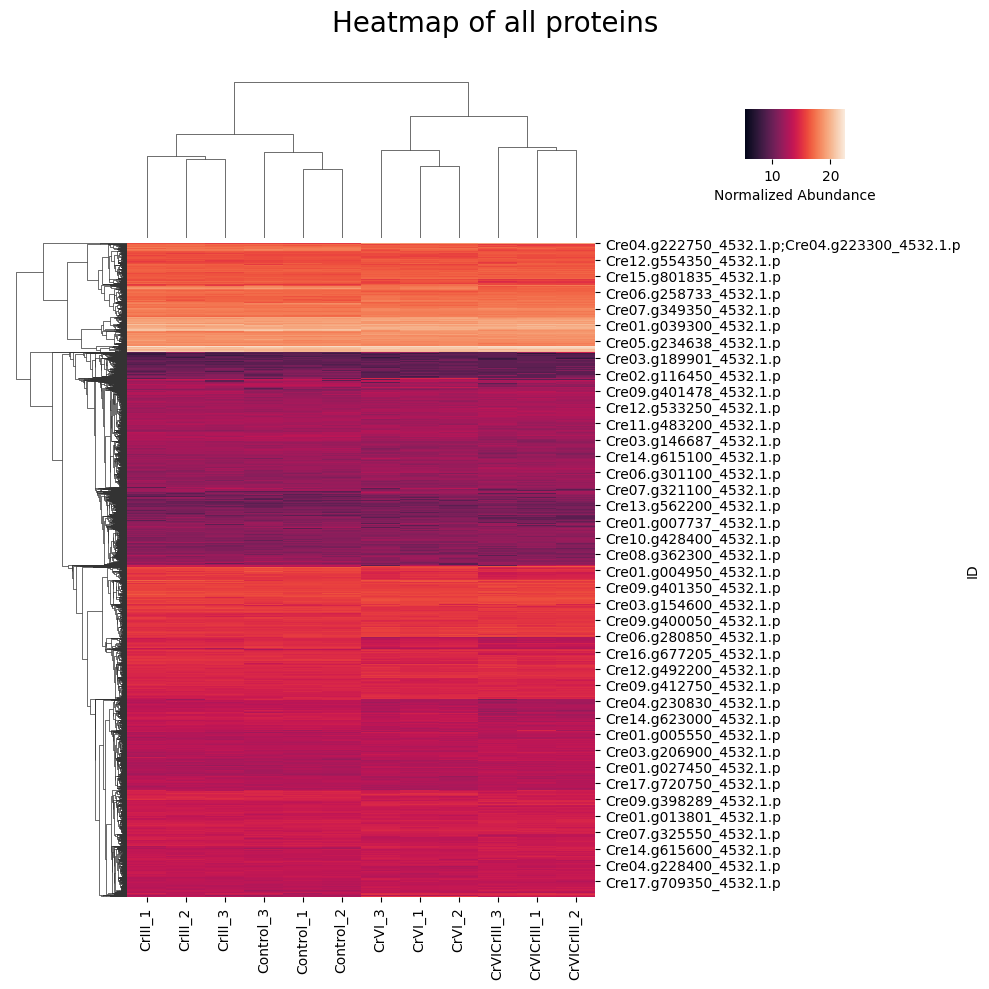 Heatmap of all proteins
10 20
Normalized Abundance
Cre04.g222750_4532.1.p;Cre04.g223300_4532.1.p
Cre12.g554350_4532.1.p
Cre15.g801835_4532.1.p
Cre06.g258733_4532.1.p
Cre07.g349350_4532.1.p
Cre01.g039300_4532.1.p
Cre05.g234638_4532.1.p
Cre03.g189901_4532.1.p
Cre02.g116450_4532.1.p
Cre09.g401478_4532.1.p
Cre12.g533250_4532.1.p
Cre11.g483200_4532.1.p
Cre03.g146687_4532.1.p
Cre14.g615100_4532.1.p
Cre06.g301100_4532.1.p
Cre07.g321100_4532.1.p
Cre13.g562200_4532.1.p
Cre01.g007737_4532.1.p
Cre10.g428400_4532.1.p
Cre08.g362300_4532.1.p
Cre01.g004950_4532.1.p
Cre09.g401350_4532.1.p
Cre03.g154600_4532.1.p
Cre09.g400050_4532.1.p
Cre06.g280850_4532.1.p
Cre16.g677205_4532.1.p
Cre12.g492200_4532.1.p
Cre09.g412750_4532.1.p
Cre04.g230830_4532.1.p
Cre14.g623000_4532.1.p
Cre01.g005550_4532.1.p
Cre03.g206900_4532.1.p
Cre01.g027450_4532.1.p
Cre17.g720750_4532.1.p
Cre09.g398289_4532.1.p
Cre01.g013801_4532.1.p
Cre07.g325550_4532.1.p
Cre14.g615600_4532.1.p
Cre04.g228400_4532.1.p
Cre17.g709350_4532.1.p
ID
CrIII_1
CrIII_2
CrIII_3
Control_3
Control_1
Control_2
CrVI_3
CrVI_1
CrVI_2
CrVICrIII_3
CrVICrIII_1
CrVICrIII_2